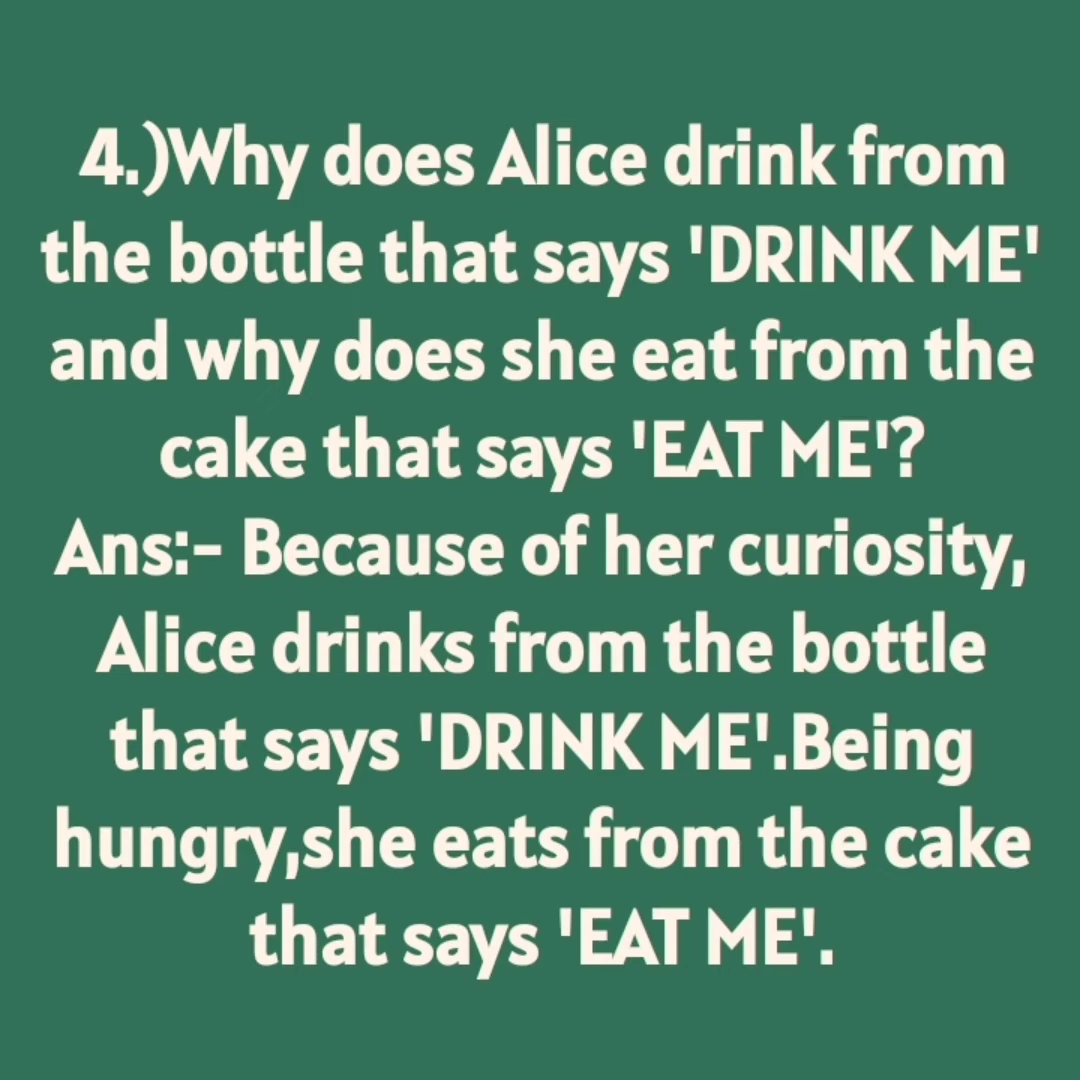 4.)Why does Alice drink from
the bottle that says 'DRINK ME'
and why does she eat from the
cake that says 'EAT ME'?
Ans:- Because of her curiosity,
Alice drinks from the bottle
that says 'DRINK ME'.Being
hungry,she eats from the cake
that says 'EAT ME'.